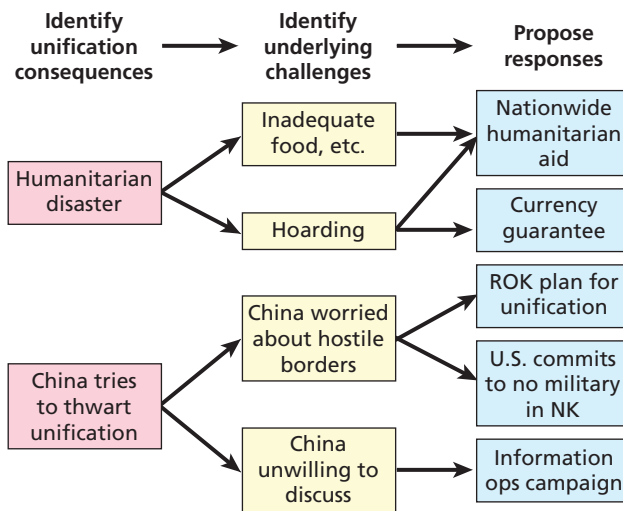 Identify
unification
consequences
Identify
underlying
challenges
Propose
responses
Humanitarian
disaster
Inadequate
food, etc.
Hoarding
Nationwide
humanitarian
aid
Currency
guarantee
China tries
to thwart
unification
China worried
about hostile
borders
China
unwilling to
discuss
ROK plan for
unification
U.S. commits
to no military
in NK
Information
ops campaign